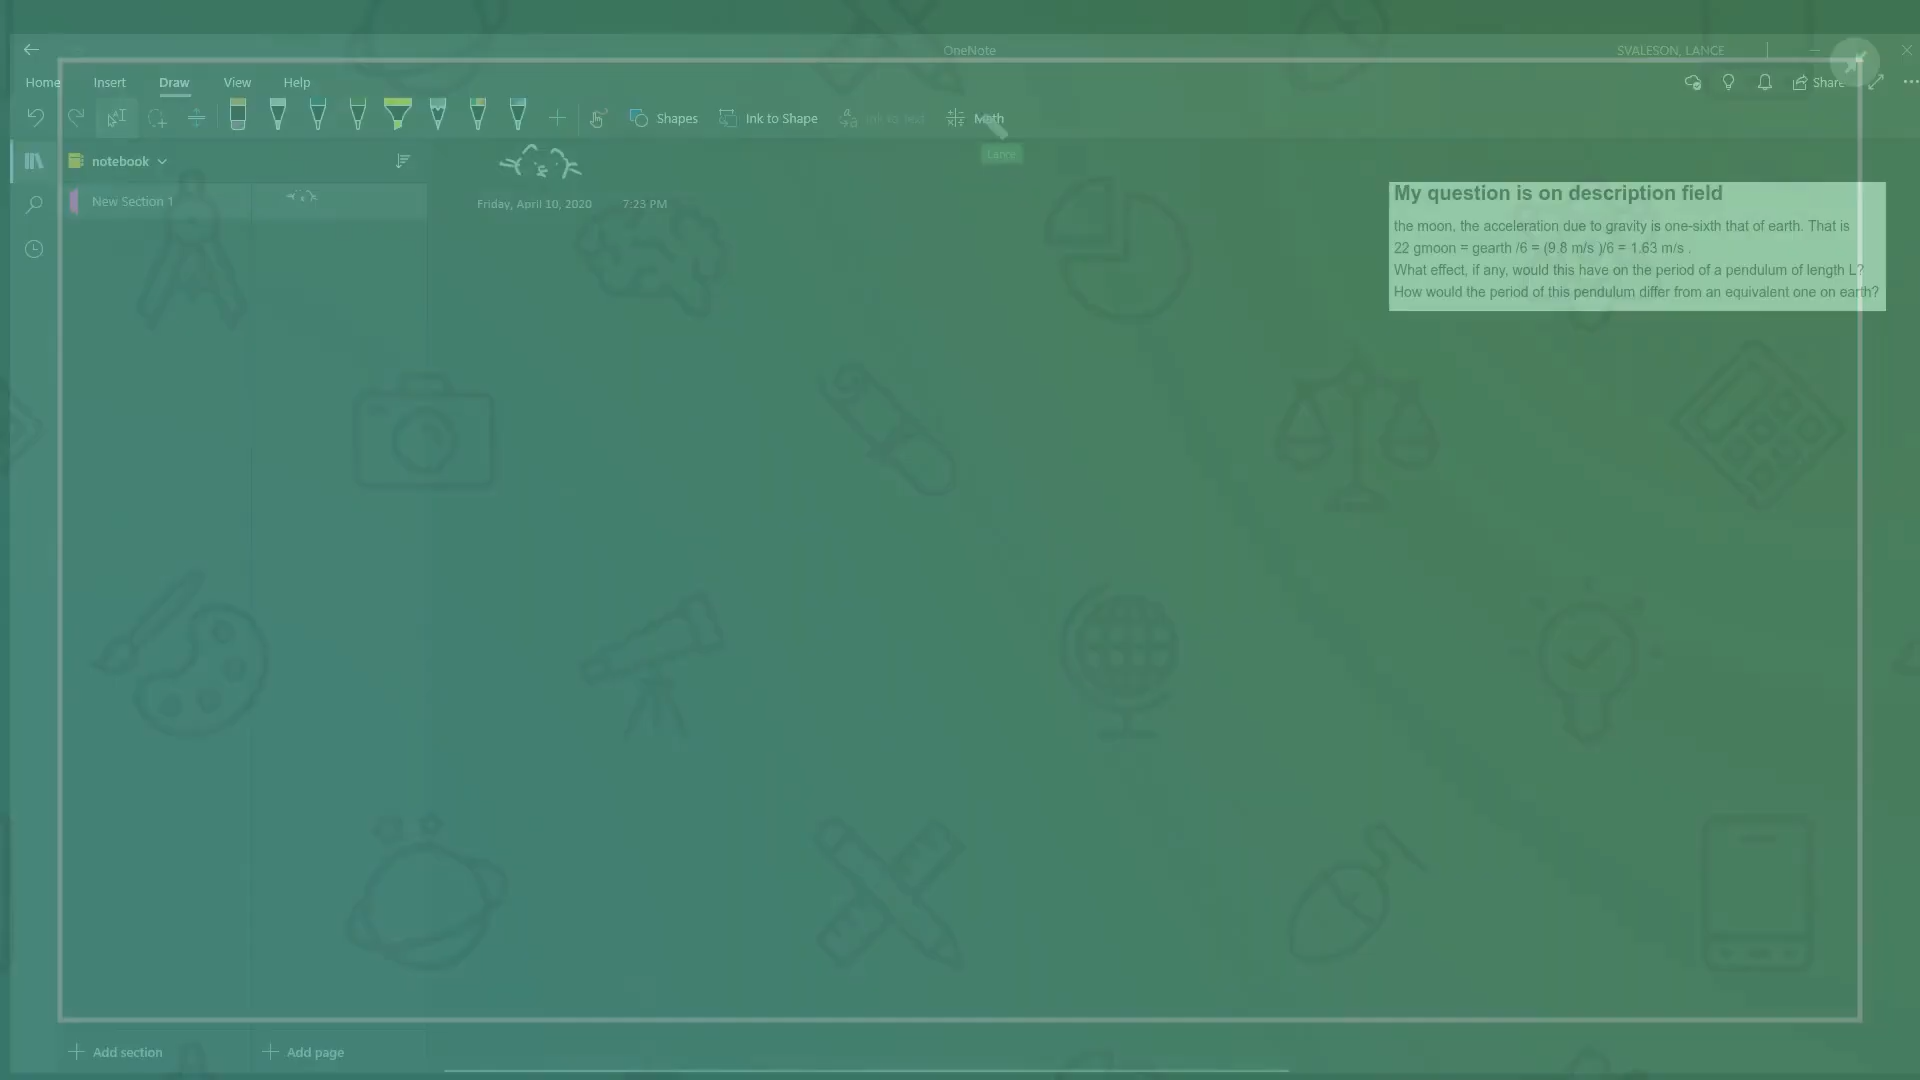 OneNote
SVALESON, LANCE
Home Insert Draw View Help
Share
Shapes Ink to Shape Ink to Text Math
Lance
notebook
New Section 1
Friday, April 10, 2020 7:23 PM
My question is on description field
the moon, the acceleration due to gravity is one-sixth that of earth. That is
22 gmoon = gearth /6 = (9.8 m/s )/6 = 1.63 m/s .
What effect, if any, would this have on the period of a pendulum of length L?
How would the period of this pendulum differ from an equivalent one on earth?
Add section Add page